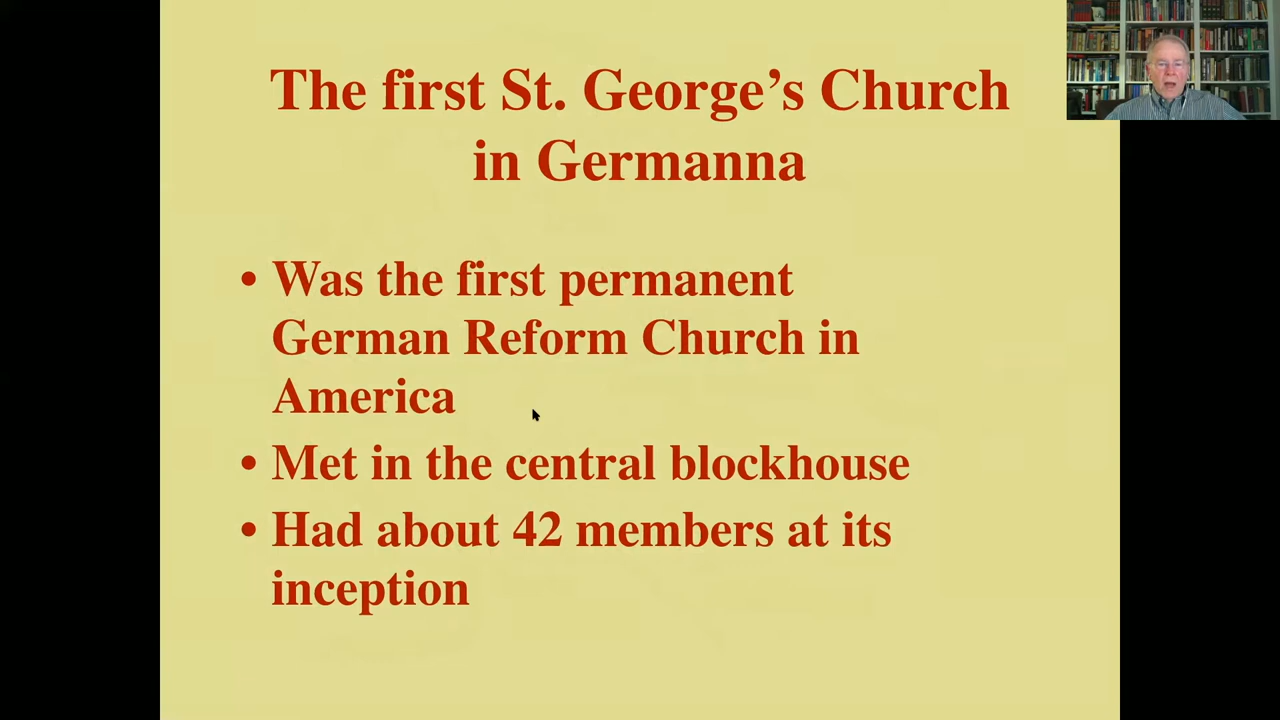 The first St. George’s Church
in Germanna
• Was the first permanent
German Reform Church in
America
• Met in the central blockhouse
• Had about 42 members at its
inception